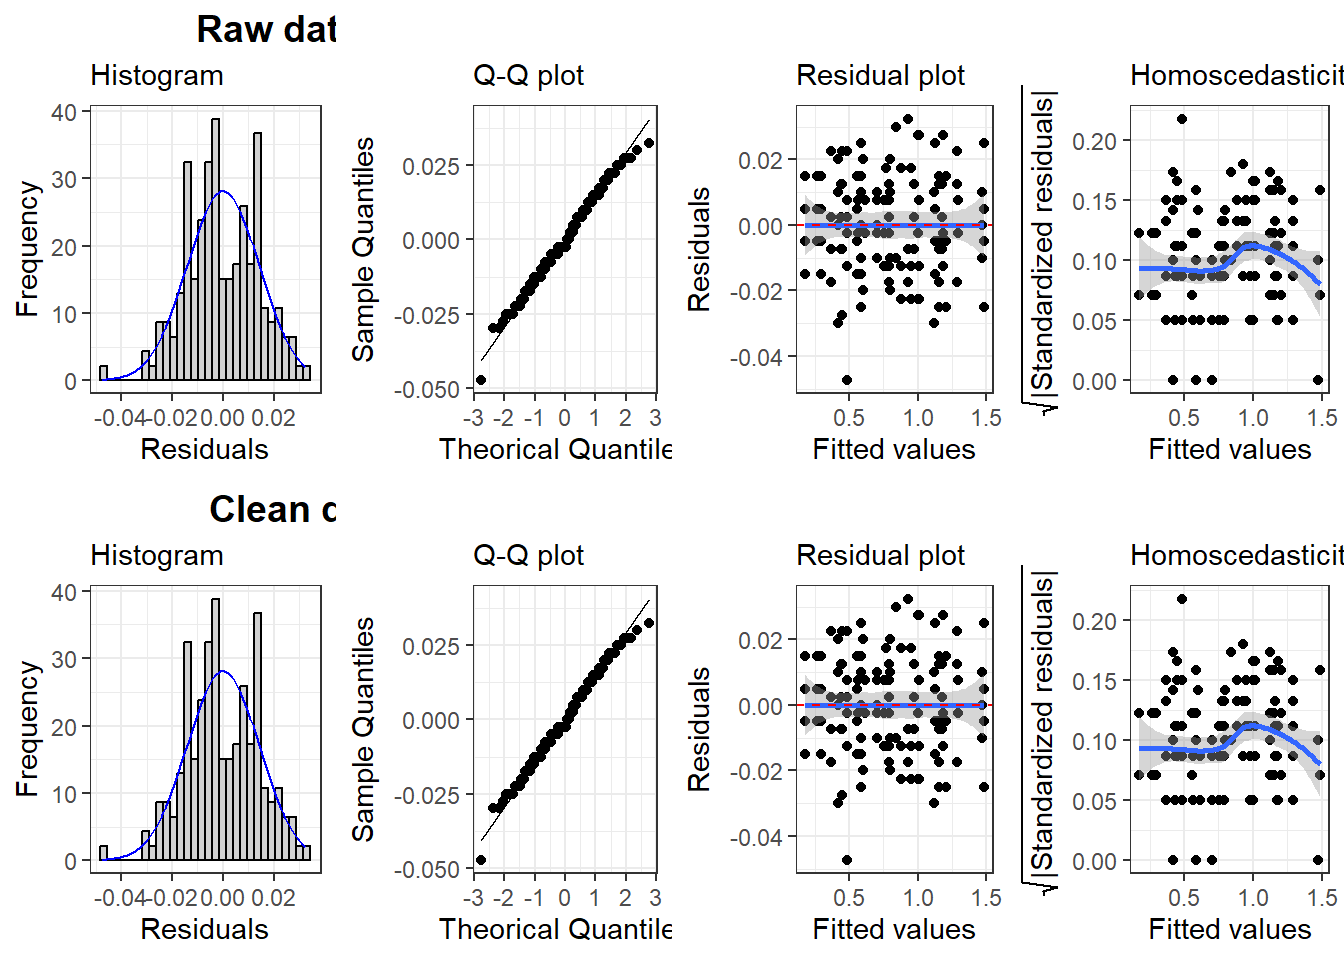 Raw dat
Histogram
Q-Q plot
Residual plot
Homoscedasticit
Frequency
40
30
20
10
0
-0.04
-0.02
0.00
0.02
Residuals
Sample Quantiles
0.025
0.000
-0.025
-0.050
-3
-2
-1
0
1
2
3
Theorical Quantile
Residuals
0.02
0.00
-0.02
-0.04
0.5
1.0
1.5
Fitted values
√|Standardized residuals|
0.20
0.15
0.10
0.05
0.00
0.5
1.0
1.5
Fitted values
Clean d
Histogram
Q-Q plot
Residual plot
Homoscedasticit
Frequency
40
30
20
10
0
-0.04
-0.02
0.00
0.02
Residuals
Sample Quantiles
0.025
0.000
-0.025
-0.050
-3
-2
-1
0
1
2
3
Theorical Quantile
Residuals
0.02
0.00
-0.02
-0.04
0.5
1.0
1.5
Fitted values
√|Standardized residuals|
0.20
0.15
0.10
0.05
0.00
0.5
1.0
1.5
Fitted values